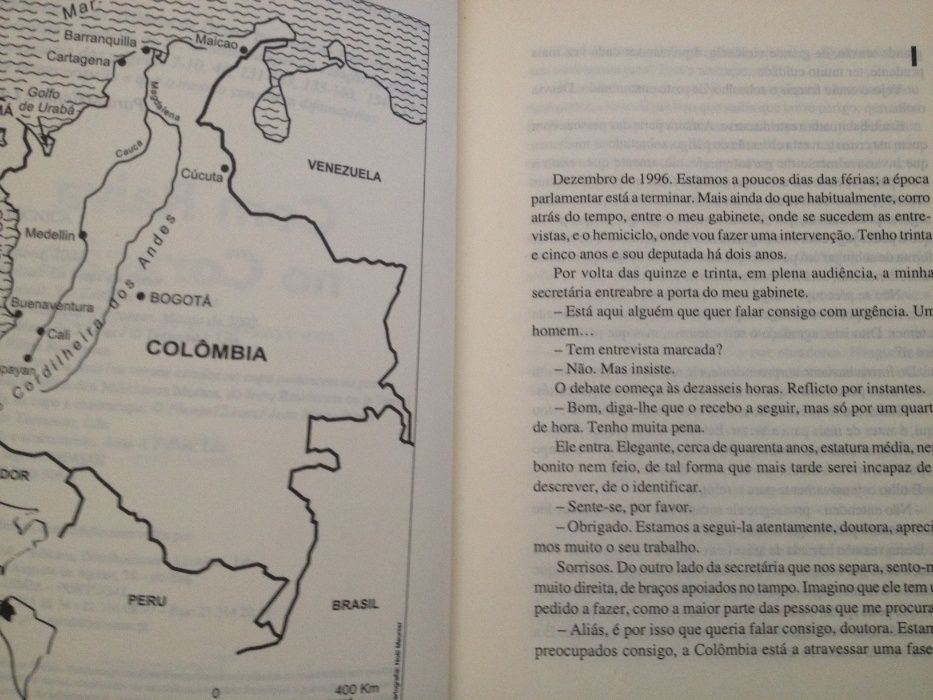 Mar
Barranquilla
Maicao
Cartagena
Golfo
de Urabá
Magdalena
Cauca
VENEZUELA
Cúcuta
Medellin
Cordilheira dos Andes
BOGOTÁ
Buenaventura
Cali
COLÔMBIA
PERU
BRASIL
0 400 Km
I
Dezembro de 1996. Estamos a poucos dias das férias; a época
parlamentar está a terminar. Mais ainda do que habitualmente, corro
atrás do tempo, entre o meu gabinete, onde se sucedem as entre-
vistas, e o hemiciclo, onde vou fazer uma intervenção. Tenho trinta
e cinco anos e sou deputada há dois anos.
Por volta das quinze e trinta, em plena audiência, a minha
secretária entreabre a porta do meu gabinete.
– Está aqui alguém que quer falar consigo com urgência. Um
homem...
– Tem entrevista marcada?
– Não. Mas insiste.
O debate começa às dezasseis horas. Reflicto por instantes.
– Bom, diga-lhe que o recebo a seguir, mas só por um quart
de hora. Tenho muita pena.
Ele entra. Elegante, cerca de quarenta anos, estatura média, ne
bonito nem feio, de tal forma que mais tarde serei incapaz de
descrever, de o identificar.
– Sente-se, por favor.
– Obrigado. Estamos a segui-la atentamente, doutora, apreci
mos muito o seu trabalho.
Sorrisos. Do outro lado da secretária que nos separa, sento-m
muito direita, de braços apoiados no tampo. Imagino que ele tem u
pedido a fazer, como a maior parte das pessoas que me procura
– Aliás, é por isso que queria falar consigo, doutora. Estam
preocupados consigo, a Colômbia está a atravessar uma fase